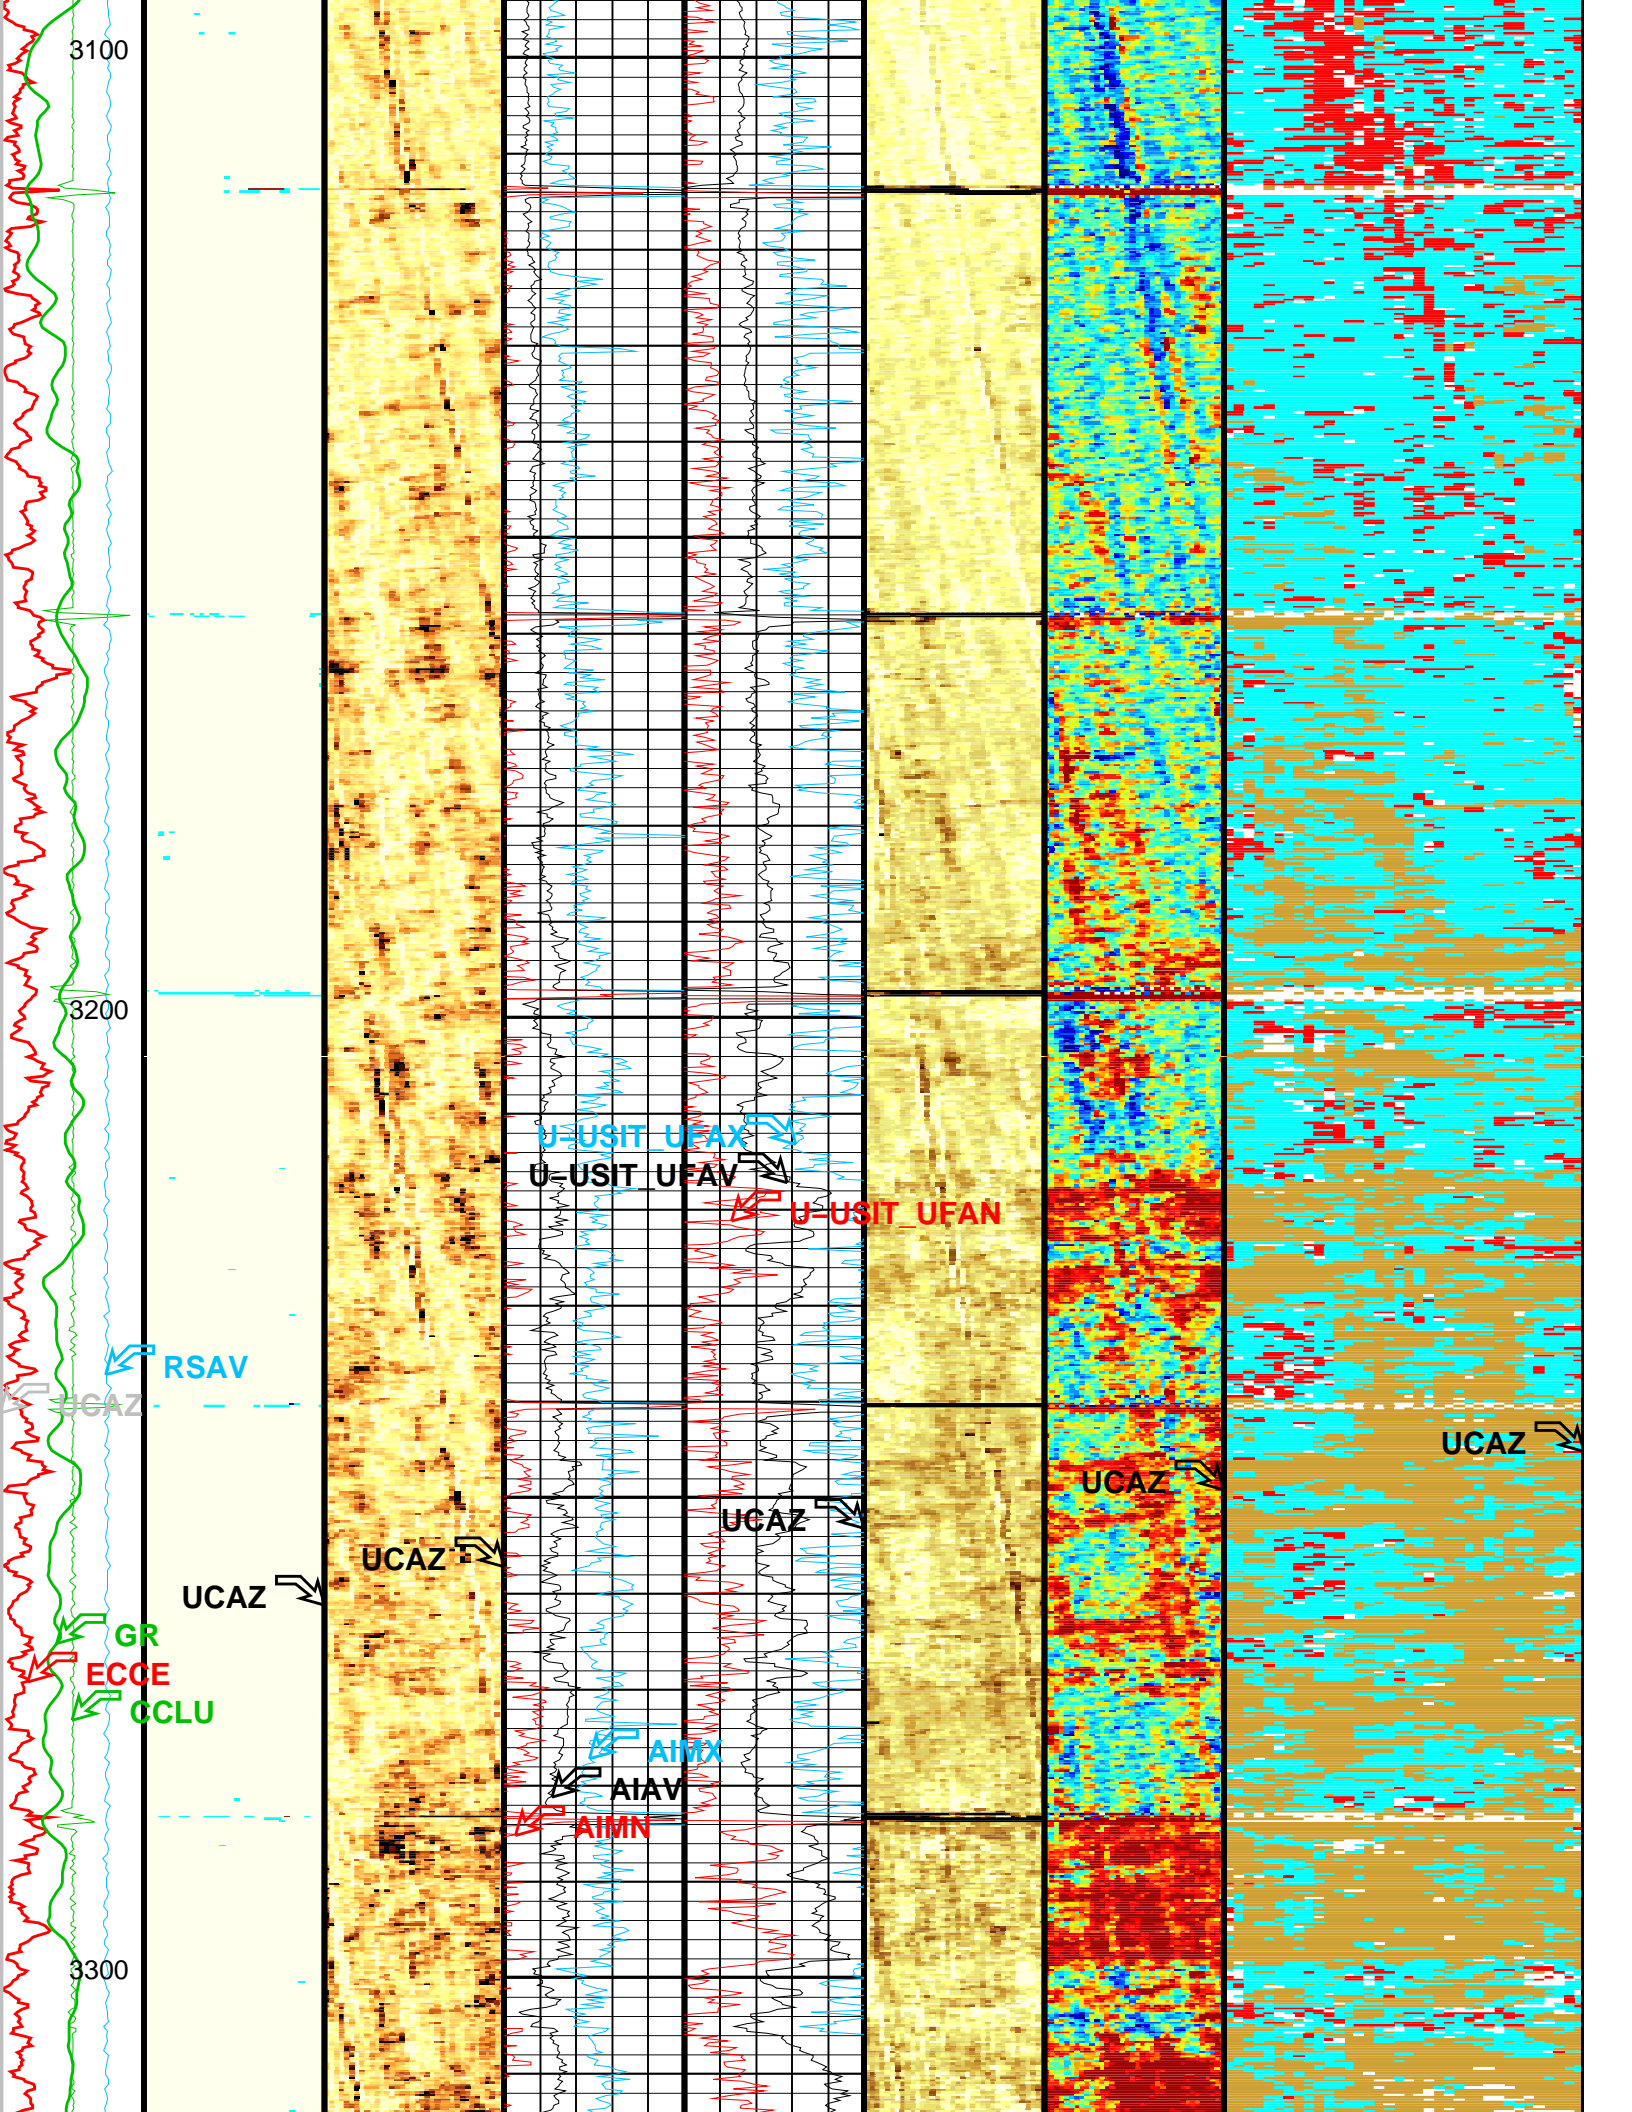 3100
3200
U-USIT_UFAX
U-USIT_UFAV
U-USIT_UFAN
RSAV
UCAZ
UCAZ
UCAZ
UCAZ
UCAZ
UCAZ
GR
ECCE
CCLU
AIMX
AIAV
AIMN
3300